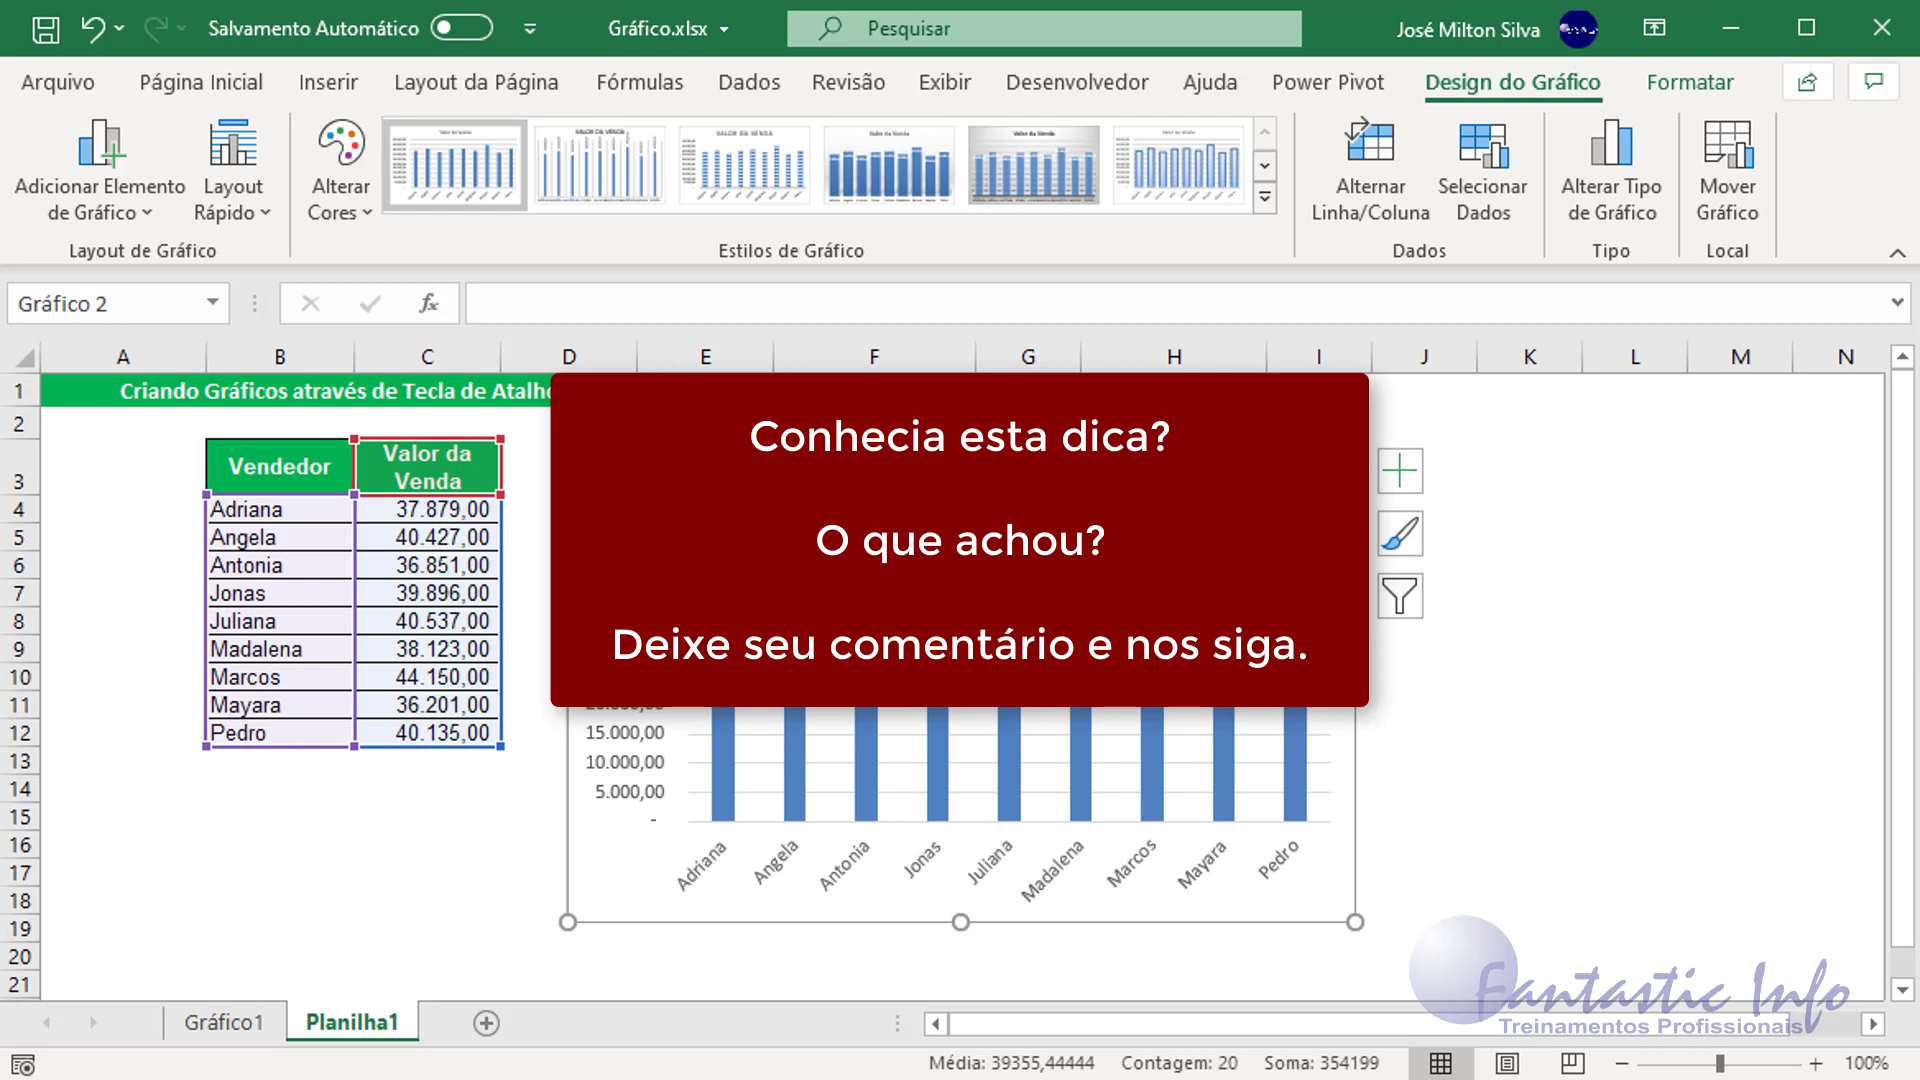 Salvamento Automático
Gráfico.xlsx
Pesquisar
José Milton Silva
Arquivo
Página Inicial
Inserir
Layout da Página
Fórmulas
Dados
Revisão
Exibir
Desenvolvedor
Ajuda
Power Pivot
Design do Gráfico
Formatar
Adicionar Elemento
de Gráfico
Layout
Rápido
Alterar
Cores
Alternar
Linha/Coluna
Selecionar
Dados
Alterar Tipo
de Gráfico
Mover
Gráfico
Layout de Gráfico
Estilos de Gráfico
Dados
Tipo
Local
Gráfico 2
fx
A B C D E F G H I J K L M N
1 Criando Gráficos através de Tecla de Atalho
2
3 Vendedor
Valor da
Venda
4 Adriana 37.879,00
5 Angela 40.427,00
6 Antonia 36.851,00
7 Jonas 39.896,00
8 Juliana 40.537,00
9 Madalena 38.123,00
10 Marcos 44.150,00
11 Mayara 36.201,00
12 Pedro 40.135,00
13
14
15
16
17
18
19
20
21
Conhecia esta dica?
O que achou?
Deixe seu comentário e nos siga.
15.000,00
10.000,00
5.000,00
-
Adriana
Angela
Antonia
Jonas
Juliana
Madalena
Marcos
Mayara
Pedro
Fantastic Info
Treinamentos Profissionais
Gráfico1
Planilha1
Média: 39355,44444
Contagem: 20
Soma: 354199
100%